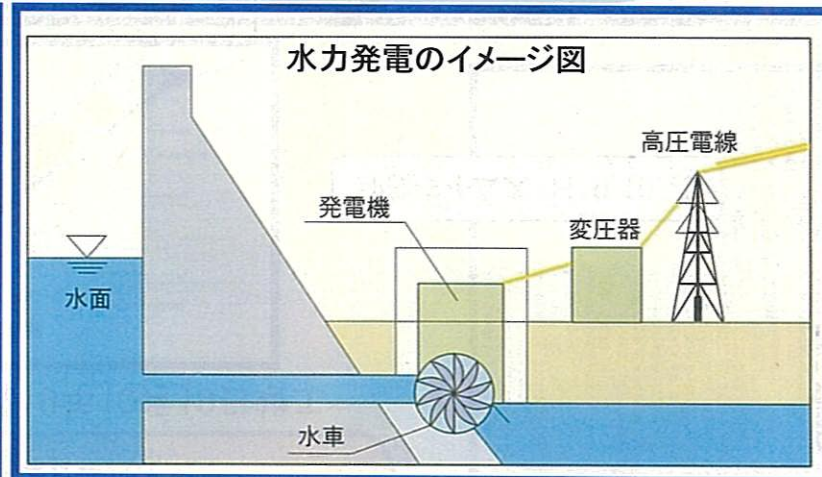 水力発電のイメージ図
高圧電線
発電機
変圧器
水面
水車